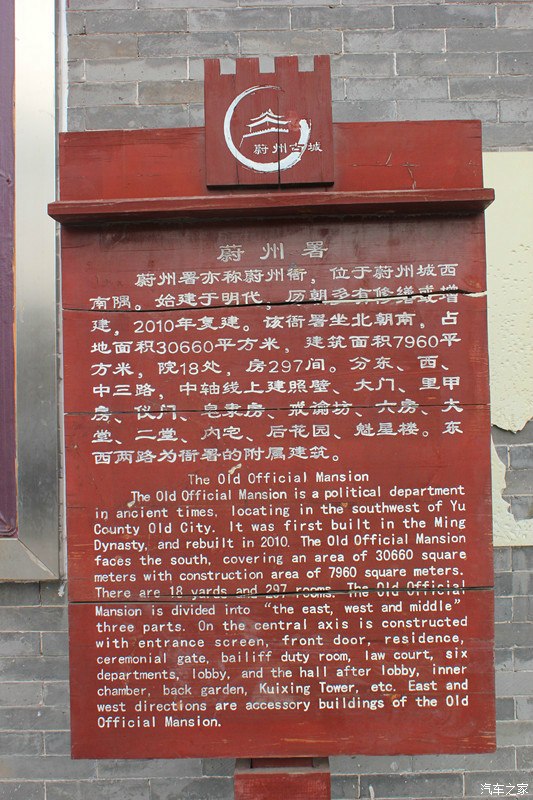 蔚州古城
蔚州署
蔚州署亦称蔚州衙，位于蔚州城西
南隅。始建于明代，历朝多有修缮或增
建，2010年复建。该衙署坐北朝南，占
地面积30660平方米，建筑面积7960平
方米，院18处，房297间。分东、西、
中三路，中轴线上建照壁、大门、里甲
房、仪门、皂隶房、戒谕坊、六房、大
堂、二堂、内宅、后花园、魁星楼。东
西两路为衙署的附属建筑。
The Old Official Mansion
The Old Official Mansion is a political department
in ancient times, locating in the southwest of Yu
County Old City. It was first built in the Ming
Dynasty, and rebuilt in 2010. The Old Official Mansion
faces the south, covering an area of 30660 square
meters with construction area of 7960 square meters.
There are 18 yards and 297 rooms. The Old Official
Mansion is divided into “the east, west and middle”
three parts. On the central axis is constructed
with entrance screen, front door, residence,
ceremonial gate, bailiff duty room, law court, six
departments, lobby, and the hall after lobby, inner
chamber, back garden, Kuixing Tower, etc. East and
west directions are accessory buildings of the Old
Official Mansion.
汽车之家